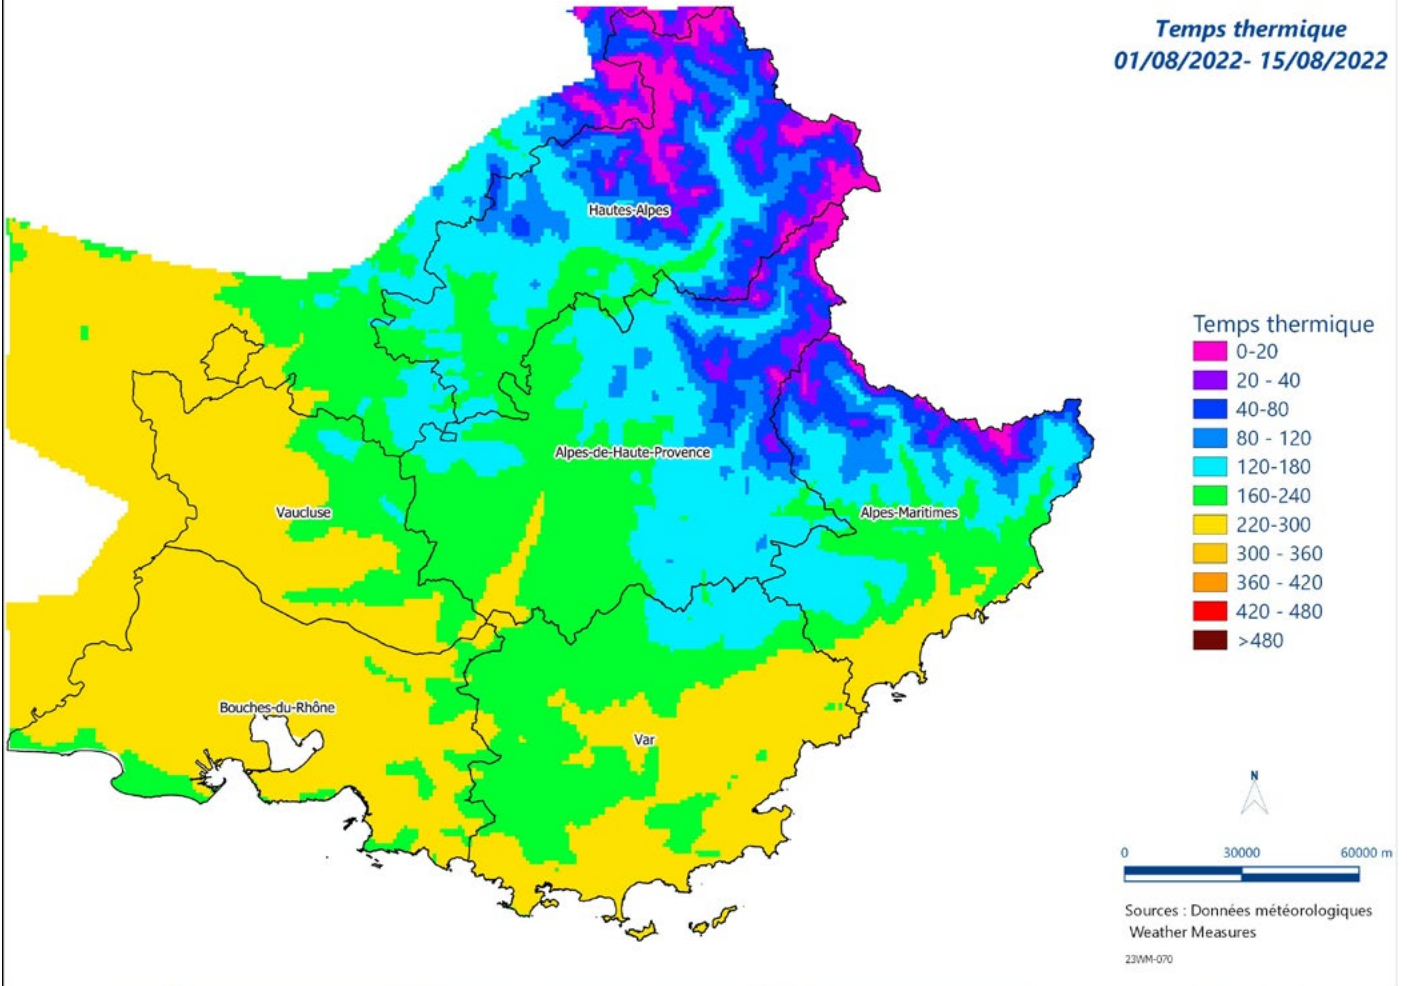 Temps thermique
01/08/2022- 15/08/2022
Hautes-Alpes
Temps thermique
0-20
20 - 40
40-80
80 - 120
120-180
160-240
220-300
300 - 360
360 - 420
420 - 480
>480
Alpes-de-Haute-Provence
Vaucluse
Alpes-Maritimes
Bouches-du-Rhône
Var
N
0 30000 60000 m
Sources : Données météorologiques
Weather Measures
23WM-070